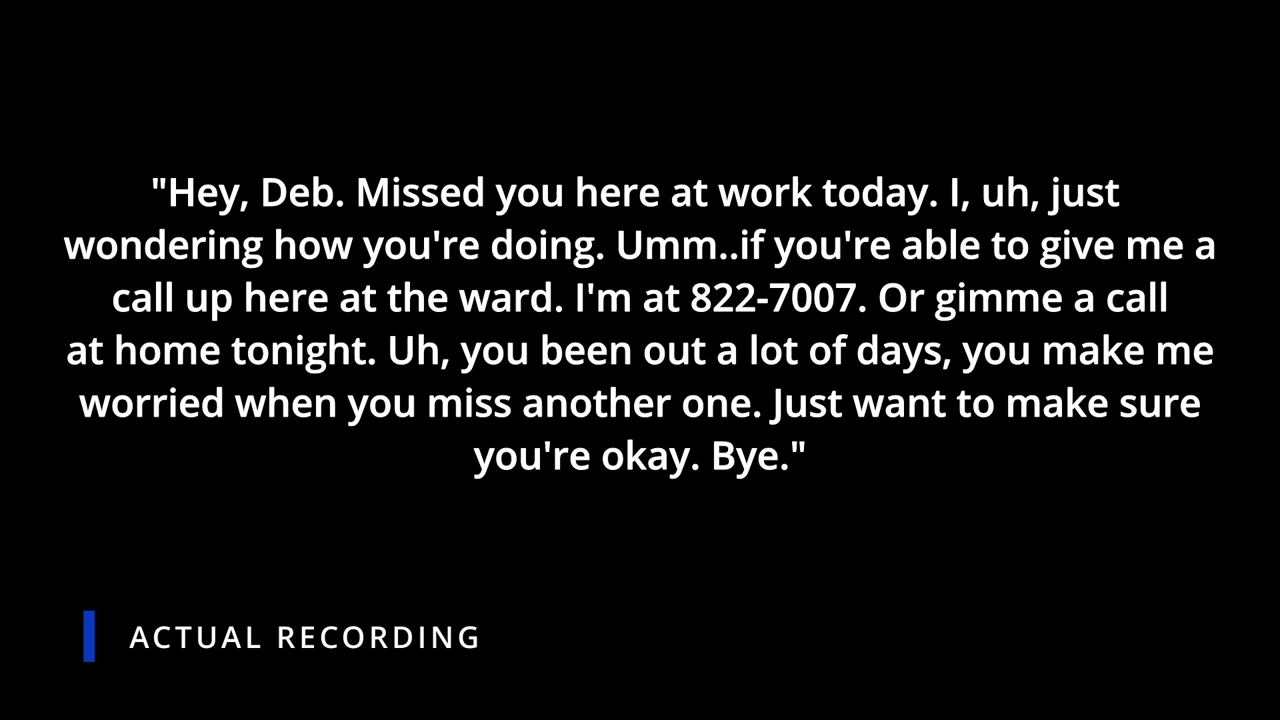 "Hey, Deb. Missed you here at work today. I, uh, just
wondering how you're doing. Umm..if you're able to give me a
call up here at the ward. I'm at 822-7007. Or gimme a call
at home tonight. Uh, you been out a lot of days, you make me
worried when you miss another one. Just want to make sure
you're okay. Bye."
ACTUAL RECORDING